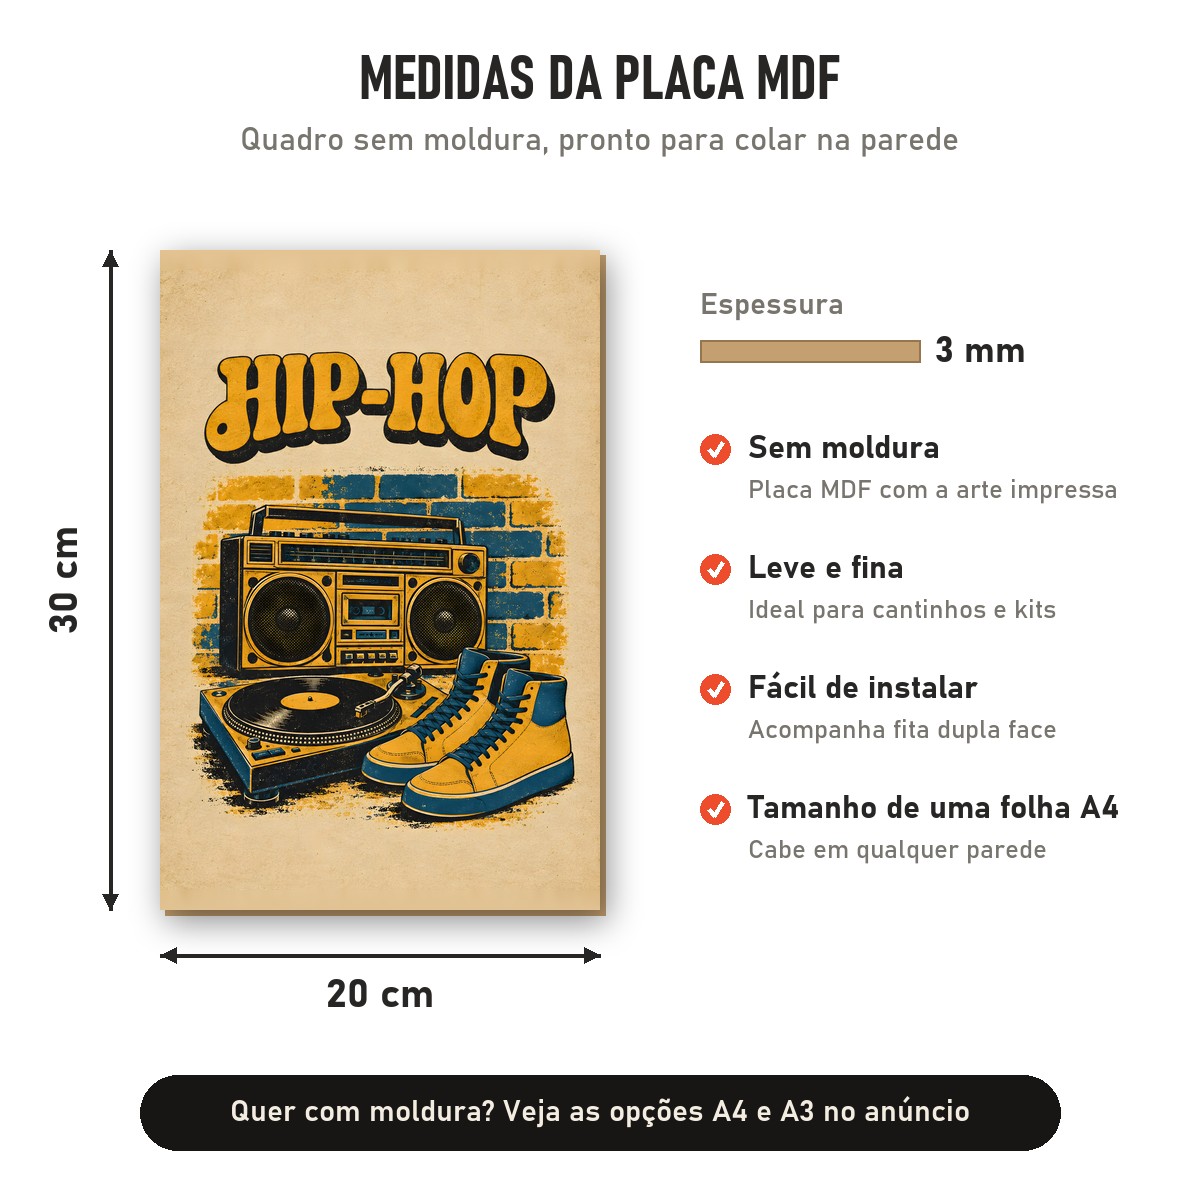 MEDIDAS DA PLACA MDF
Quadro sem moldura, pronto para colar na parede
HIP-HOP
30 cm
20 cm
Espessura
3 mm
Sem moldura
Placa MDF com a arte impressa
Leve e fina
Ideal para cantinhos e kits
Fácil de instalar
Acompanha fita dupla face
Tamanho de uma folha A4
Cabe em qualquer parede
Quer com moldura? Veja as opções A4 e A3 no anúncio